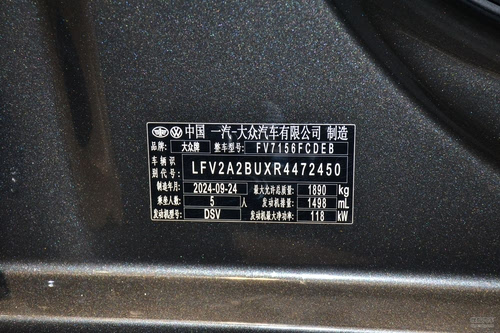 中国 一汽-大众汽车有限公司 制造
品牌: 大众牌 整车型号: FV7156FCDEB
车辆识别代号: LFV2A2BUXR4472450
制造年月 2024-09-24 最大允许总质量: 1890 kg
乘坐人数: 5 人 发动机排量: 1498 mL
发动机型号: DSV 发动机最大净功率: 118 kW